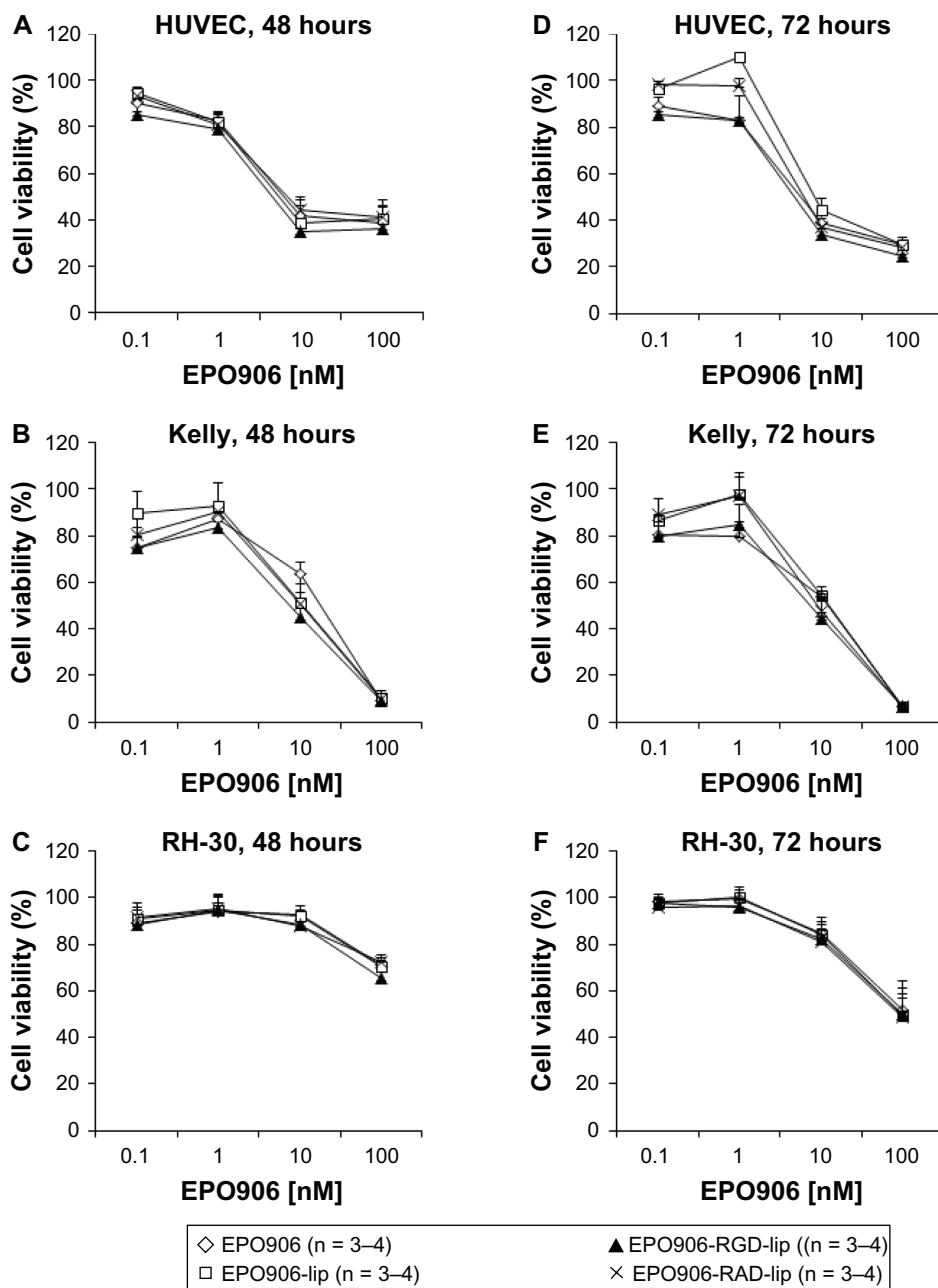 A HUVEC, 48 hours
120
100
80
60
40
20
0
Cell viability (%)
0.1 1 10 100
EPO906 [nM]
D HUVEC, 72 hours
120
100
80
60
40
20
0
Cell viability (%)
0.1 1 10 100
EPO906 [nM]
B Kelly, 48 hours
120
100
80
60
40
20
0
Cell viability (%)
0.1 1 10 100
EPO906 [nM]
E Kelly, 72 hours
120
100
80
60
40
20
0
Cell viability (%)
0.1 1 10 100
EPO906 [nM]
C RH-30, 48 hours
120
100
80
60
40
20
0
Cell viability (%)
0.1 1 10 100
EPO906 [nM]
F RH-30, 72 hours
120
100
80
60
40
20
0
Cell viability (%)
0.1 1 10 100
EPO906 [nM]
EPO906 (n = 3–4)
EPO906-RGD-lip ((n = 3–4)
EPO906-lip (n = 3–4)
EPO906-RAD-lip (n = 3–4)